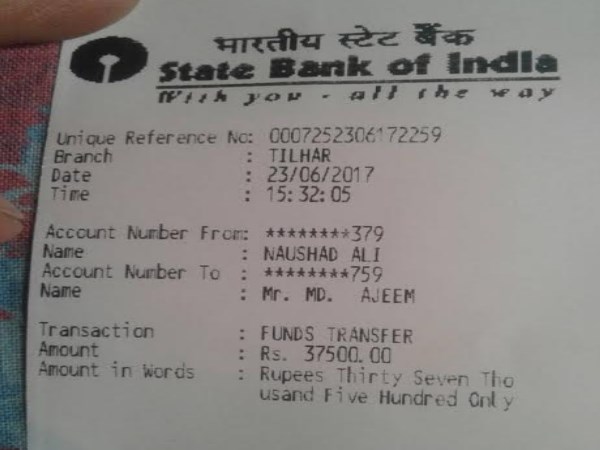 भारतीय स्टेट बैंक
State Bank of India
With you - all the way
Unique Reference No: 0007252306172259
Branch : TILHAR
Date : 23/06/2017
Time : 15:32:05
Account Number From: ********379
Name : NAUSHAD ALI
Account Number To : ********759
Name : Mr. MD. AJEEM
Transaction : FUNDS TRANSFER
Amount : Rs. 37500.00
Amount in Words : Rupees Thirty Seven Tho
usand Five Hundred Only